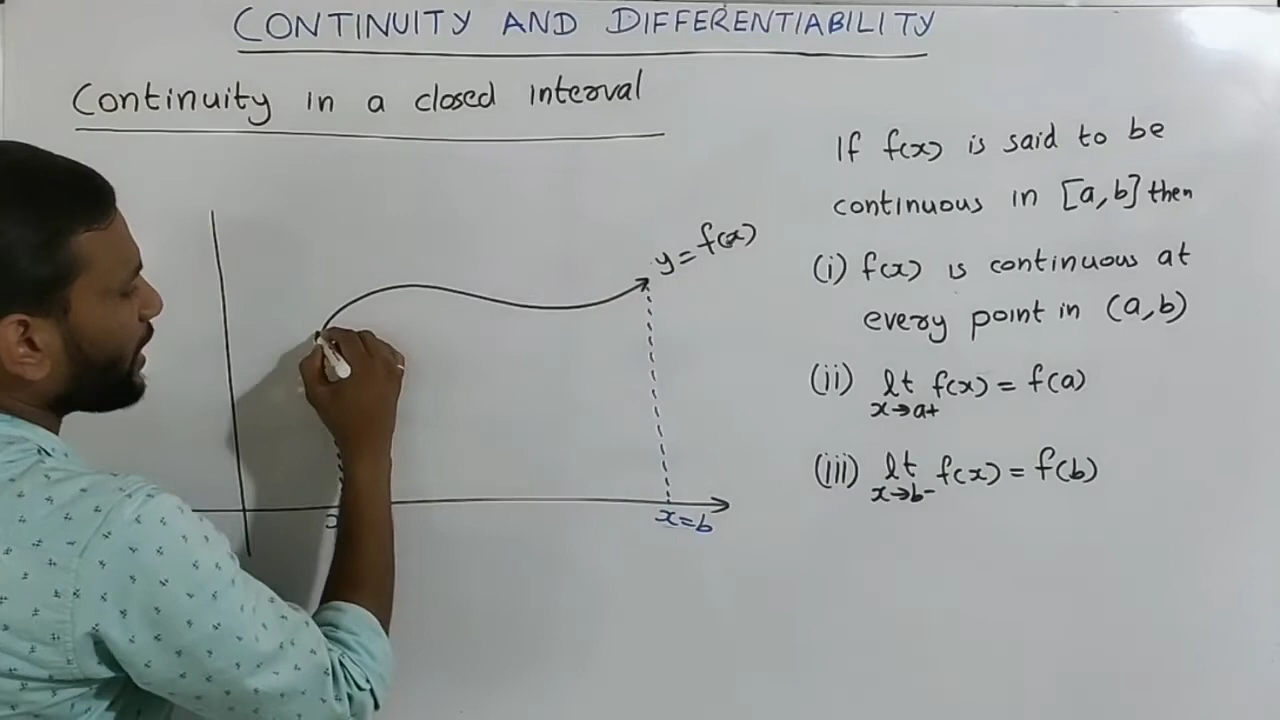 CONTINUITY AND DIFFERENTIABILITY
Continuity in a closed interval
y=f(x)
x=b
If f(x) is said to be
continuous in [a,b] then
(i) f(x) is continuous at
every point in (a,b)
(ii) lt f(x) = f(a)
x→a+
(iii) lt f(x) = f(b)
x→b-